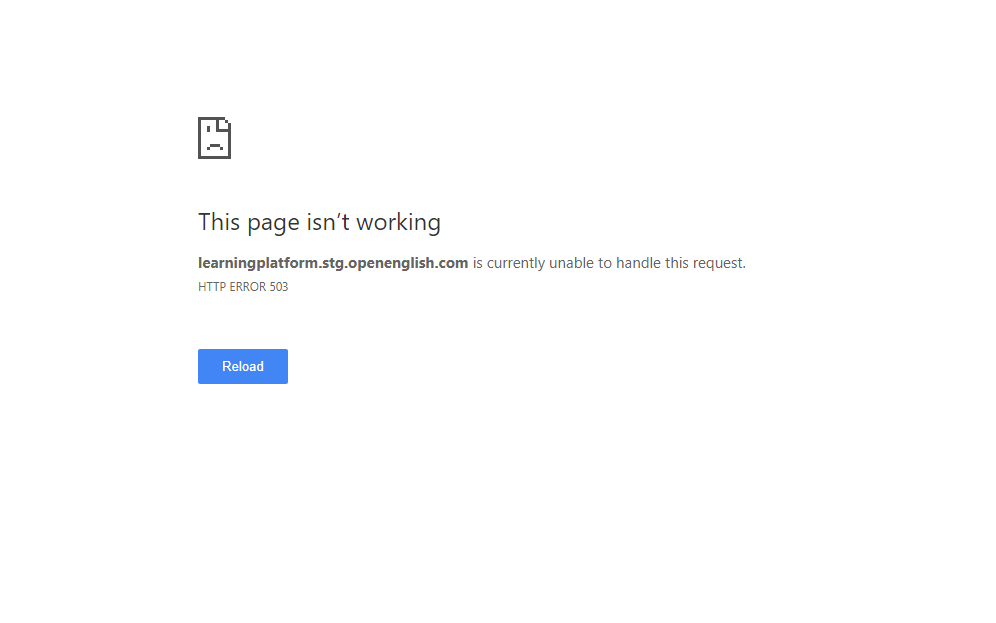 This page isn’t working
learningplatform.stg.openenglish.com is currently unable to handle this request.
HTTP ERROR 503
Reload